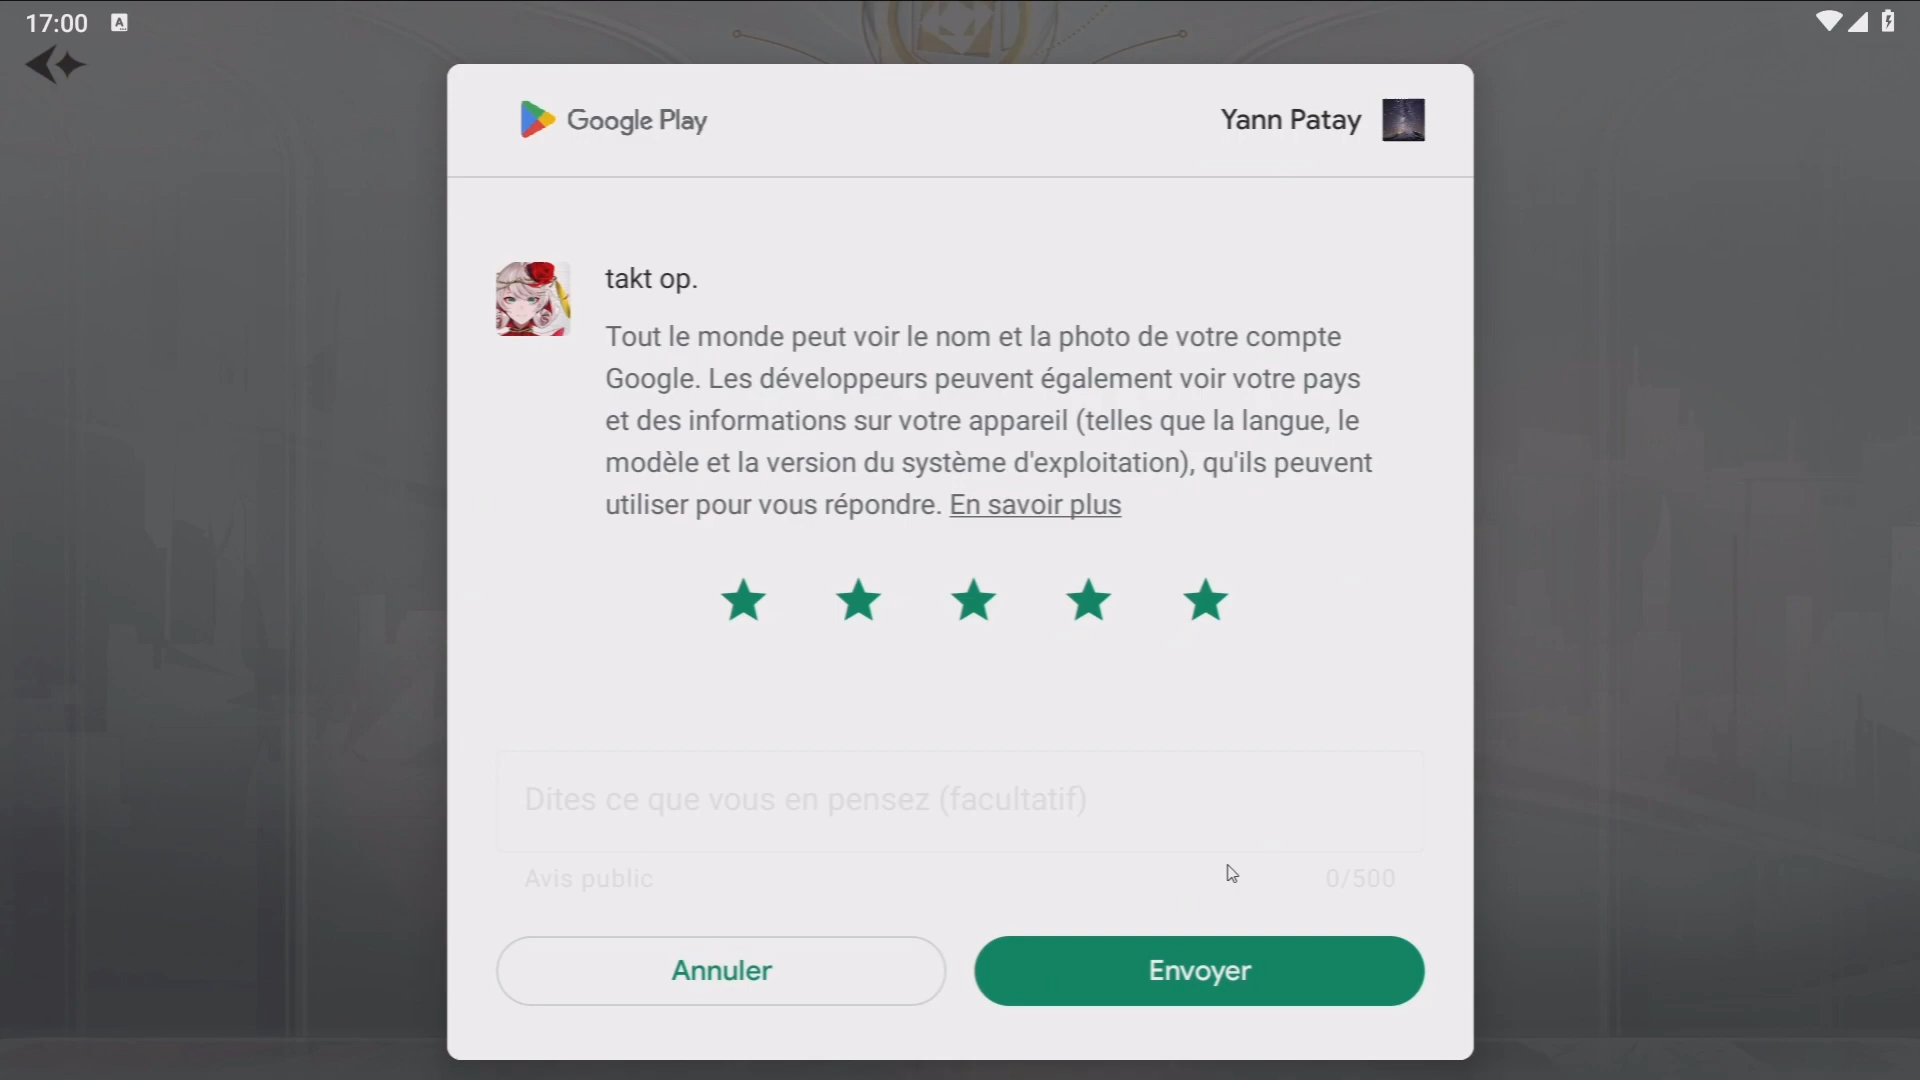 17:00
Google Play
Yann Patay
takt op.
Tout le monde peut voir le nom et la photo de votre compte
Google. Les développeurs peuvent également voir votre pays
et des informations sur votre appareil (telles que la langue, le
modèle et la version du système d'exploitation), qu'ils peuvent
utiliser pour vous répondre. En savoir plus
Dites ce que vous en pensez (facultatif)
Avis public
0/500
Annuler
Envoyer